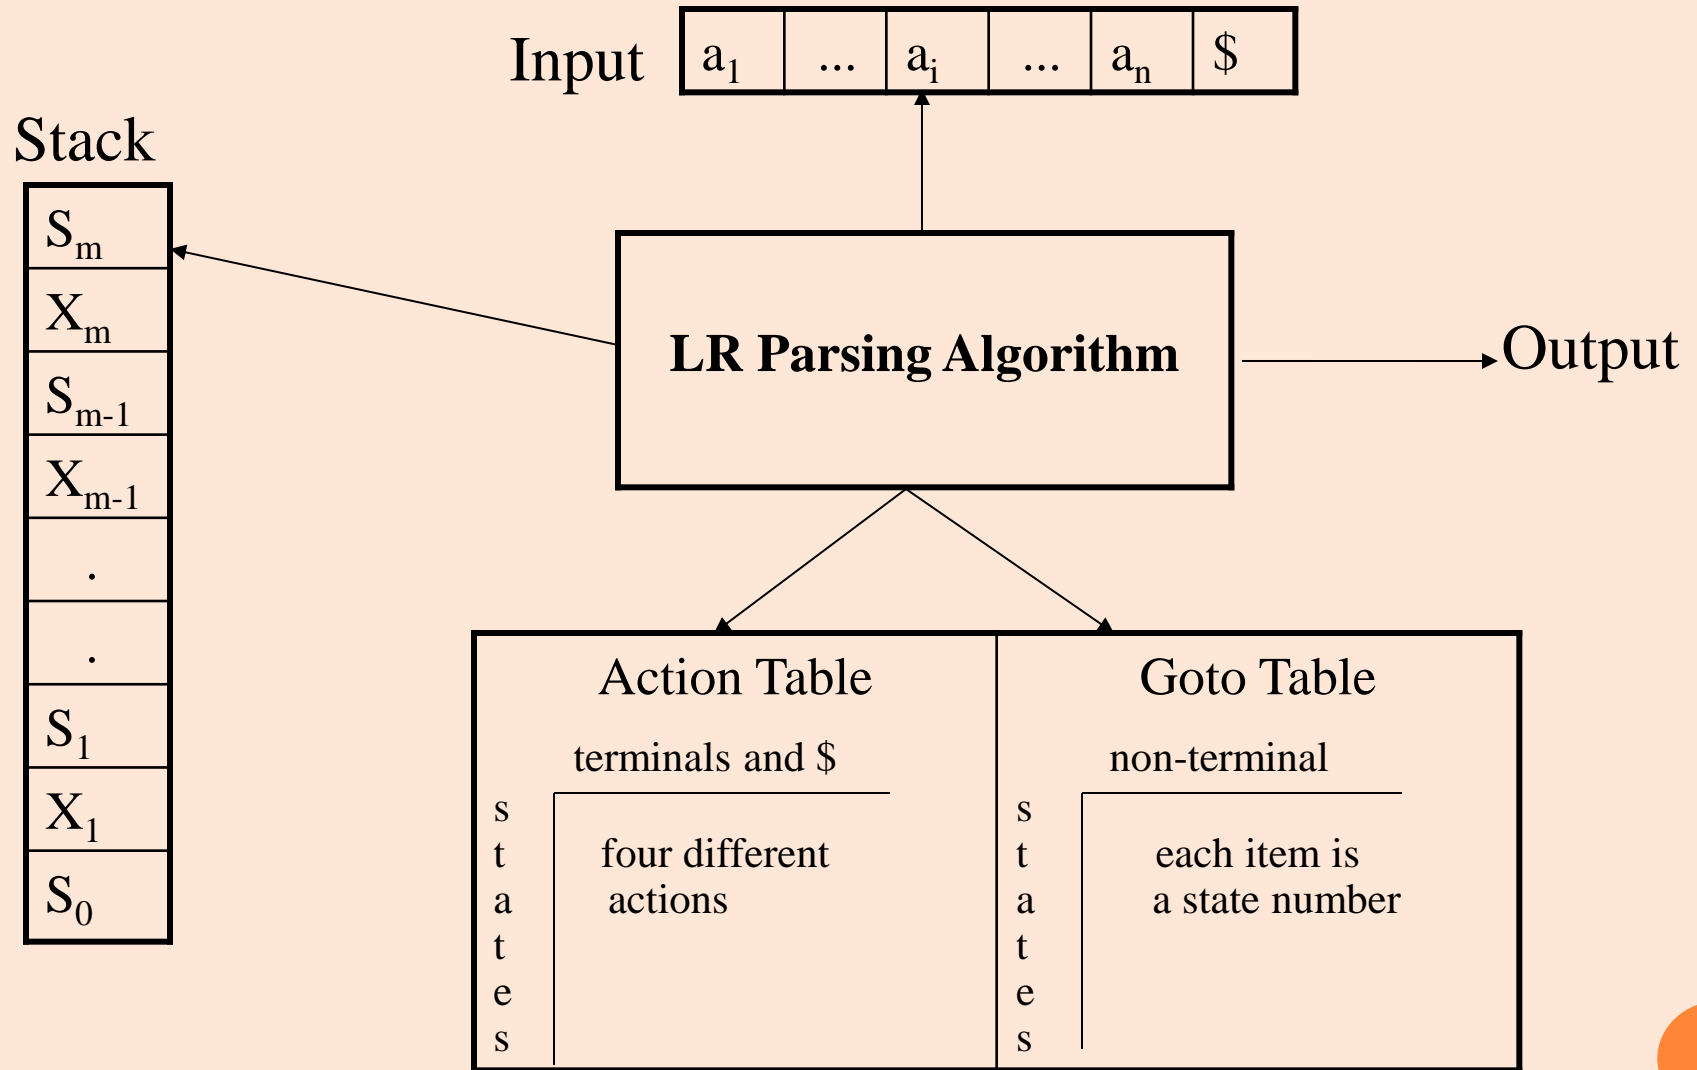 Input a₁ ... aᵢ ... aₙ $
Stack
Sₘ
Xₘ
Sₘ₋₁
Xₘ₋₁
.
.
S₁
X₁
S₀
LR Parsing Algorithm
Output
Action Table
terminals and $
s
t
a
t
e
s
four different
actions
Goto Table
non-terminal
s
t
a
t
e
s
each item is
a state number